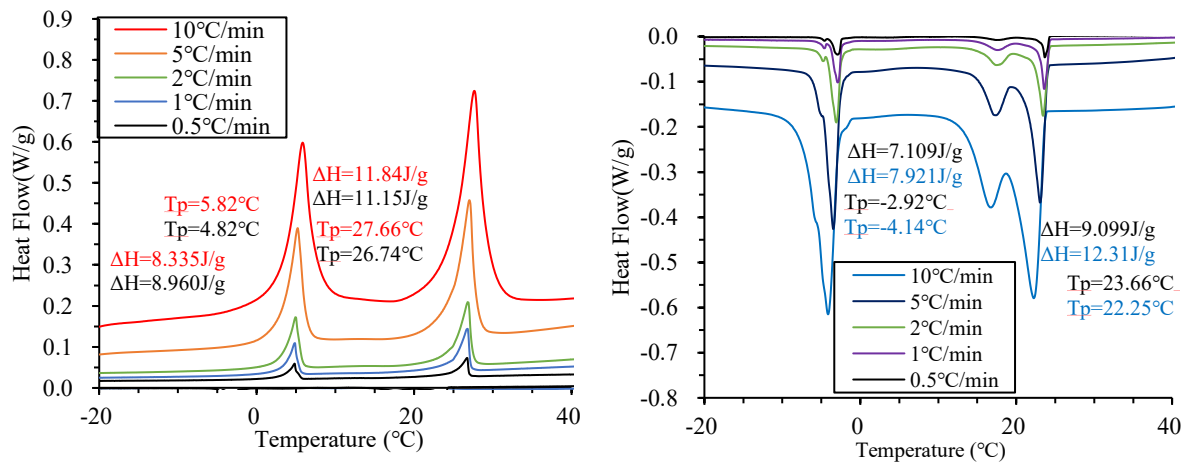 0.9
0.8
0.7
0.6
0.5
0.4
0.3
0.2
0.1
0.0
Heat Flow(W/g)
10℃/min
5℃/min
2℃/min
1℃/min
0.5℃/min
Tp=5.82℃
Tp=4.82℃
ΔH=8.335J/g
ΔH=8.960J/g
ΔH=11.84J/g
ΔH=11.15J/g
Tp=27.66℃
Tp=26.74℃
-20
0
20
40
Temperature (℃)
0.0
-0.1
-0.2
-0.3
-0.4
-0.5
-0.6
-0.7
-0.8
Heat Flow(W/g)
ΔH=7.109J/g
ΔH=7.921J/g
Tp=-2.92℃
Tp=-4.14℃
ΔH=9.099J/g
ΔH=12.31J/g
Tp=23.66℃
Tp=22.25℃
10℃/min
5℃/min
2℃/min
1℃/min
0.5℃/min
-20
0
20
40
Temperature (℃)